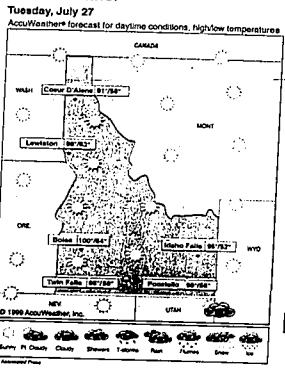 Tuesday, July 27
AccuWeather® forecast for daytime conditions, high/low temperatures
CANADA
WASH
Coeur D'Alene 91°/58°
MONT
Lewiston
ORE.
Boise 100°/64°
Idaho Falls
WYO
Twin Falls
Pocatello
NEV.
UTAH
© 1999 AccuWeather, Inc.
Sunny Pt. Cloudy Cloudy Showers T-storms Rain Flurries Snow Ice
Associated Press